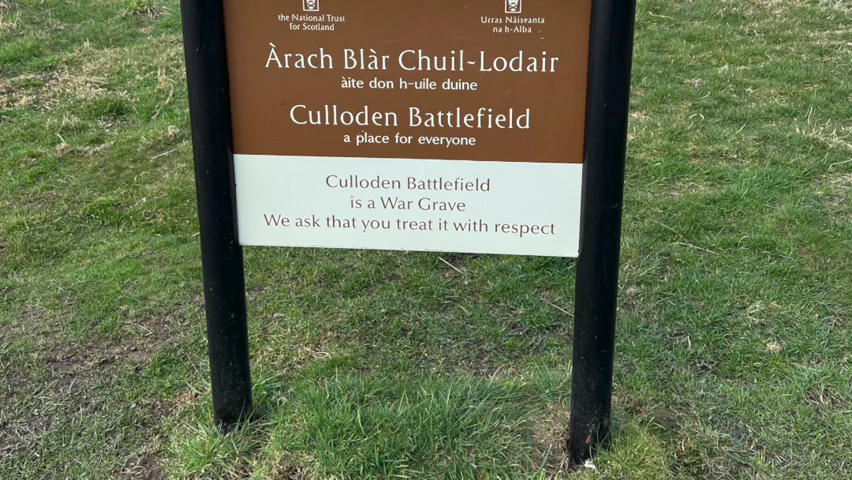 the National Trust
for Scotland
Urras Nàiseanta
na h-Alba
Àrach Blàr Chuil-Lodair
àite don h-uile duine
Culloden Battlefield
a place for everyone
Culloden Battlefield
is a War Grave
We ask that you treat it with respect